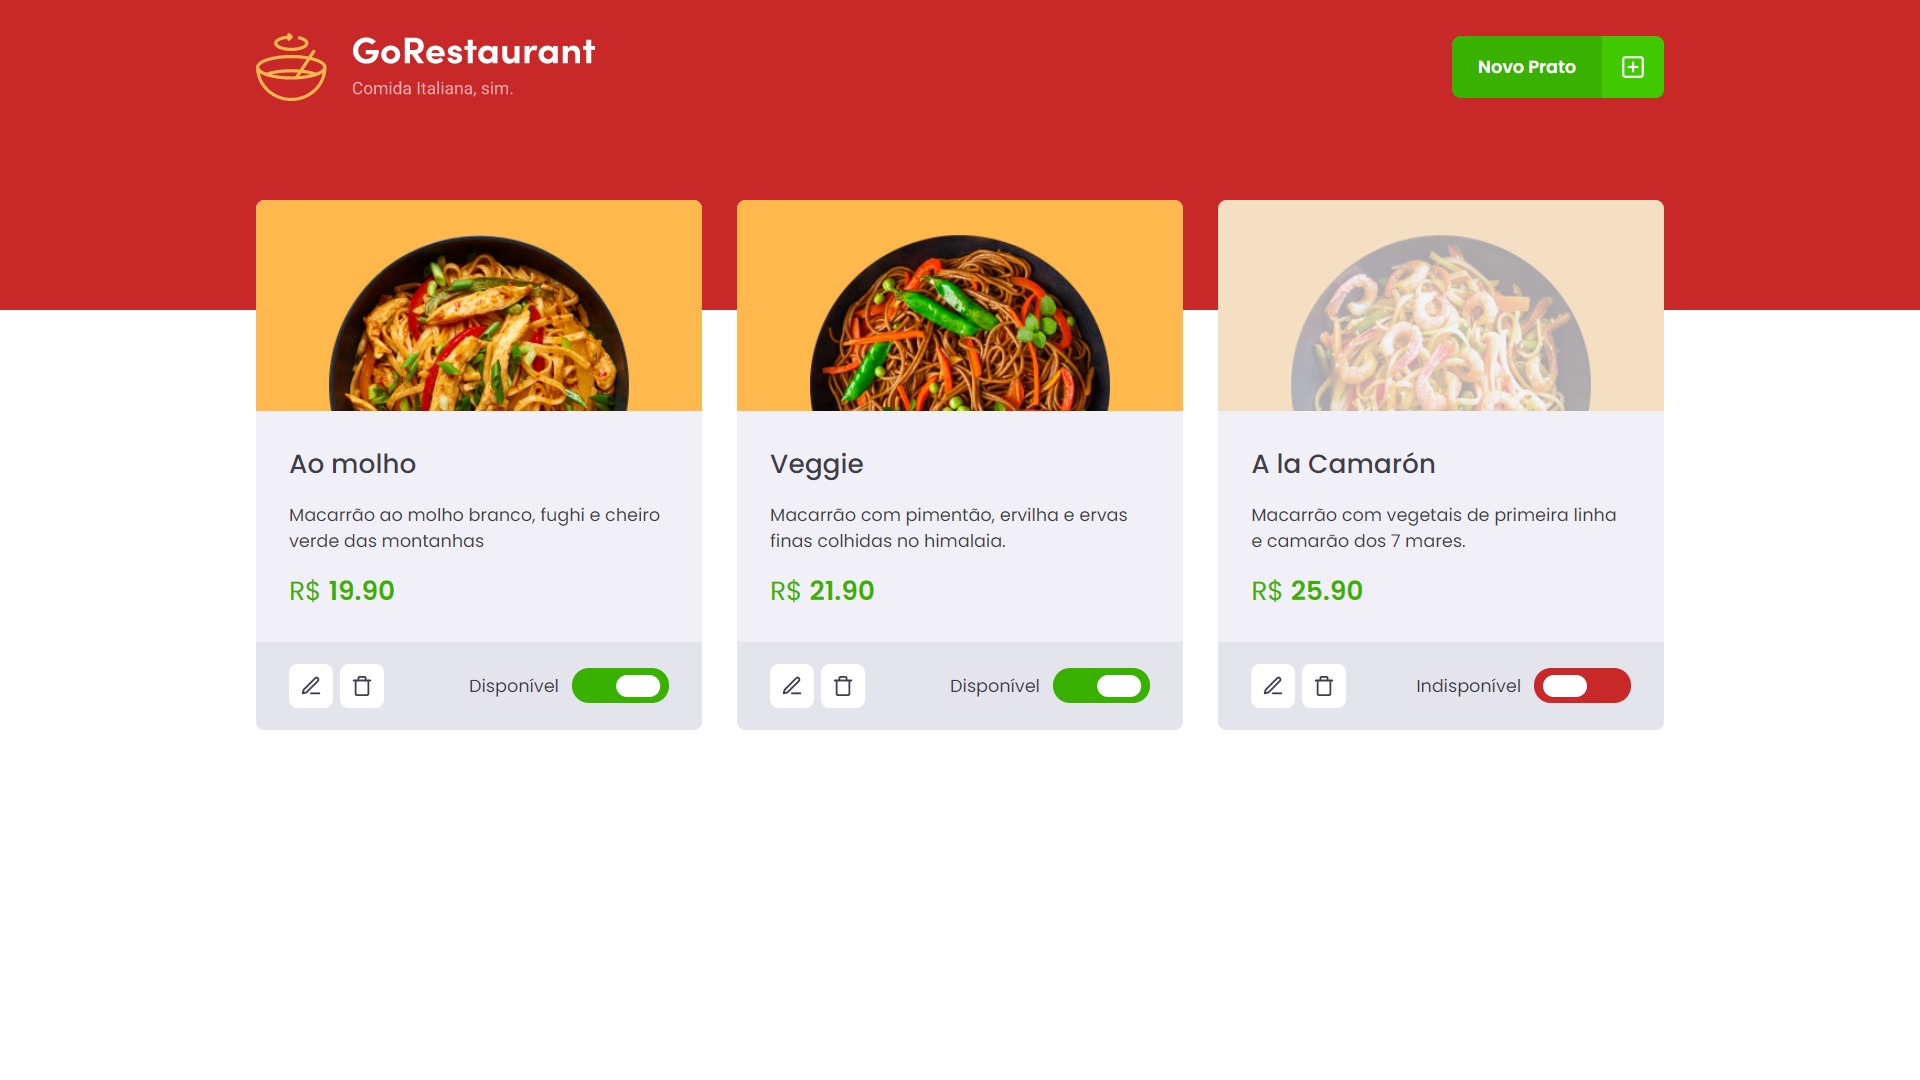 GoRestaurant
Comida Italiana, sim.
Novo Prato
Ao molho
Macarrão ao molho branco, fughi e cheiro
verde das montanhas
R$ 19.90
Disponível
Veggie
Macarrão com pimentão, ervilha e ervas
finas colhidas no himalaia.
R$ 21.90
Disponível
A la Camarón
Macarrão com vegetais de primeira linha
e camarão dos 7 mares.
R$ 25.90
Indisponível